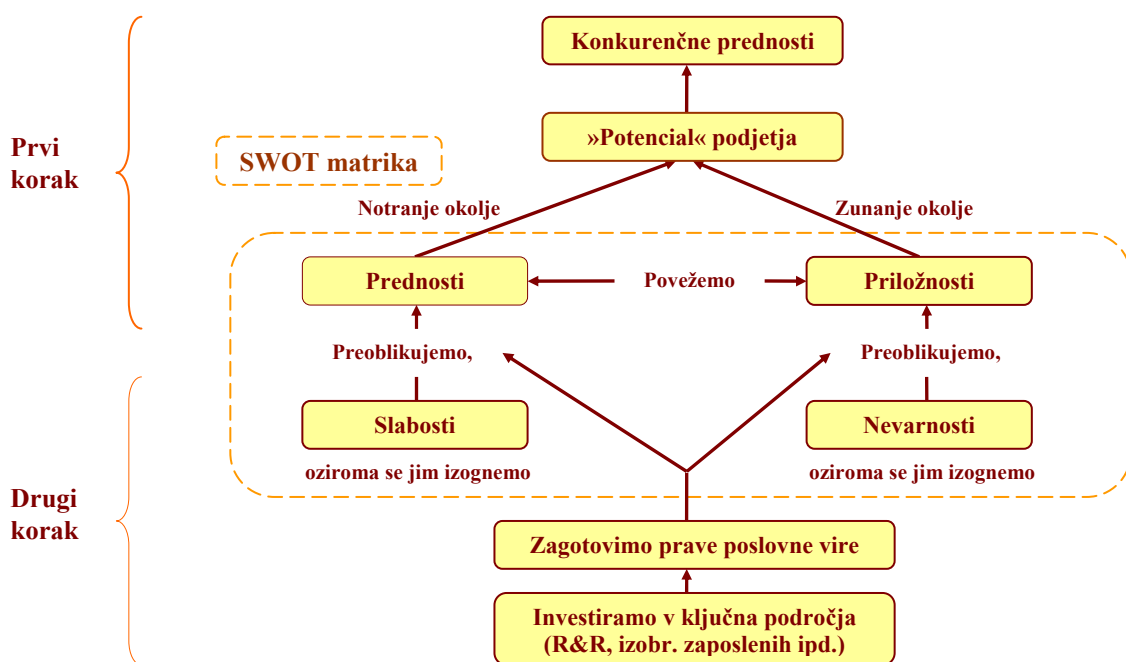 Konkurenčne prednosti
Prvi
korak
»Potencial« podjetja
SWOT matrika
Notranje okolje
Zunanje okolje
Prednosti
Povežemo
Priložnosti
Preoblikujemo,
Preoblikujemo,
Slabosti
Nevarnosti
oziroma se jim izognemo
oziroma se jim izognemo
Drugi
korak
Zagotovimo prave poslovne vire
Investiramo v ključna področja
(R&R, izobr. zaposlenih ipd.)